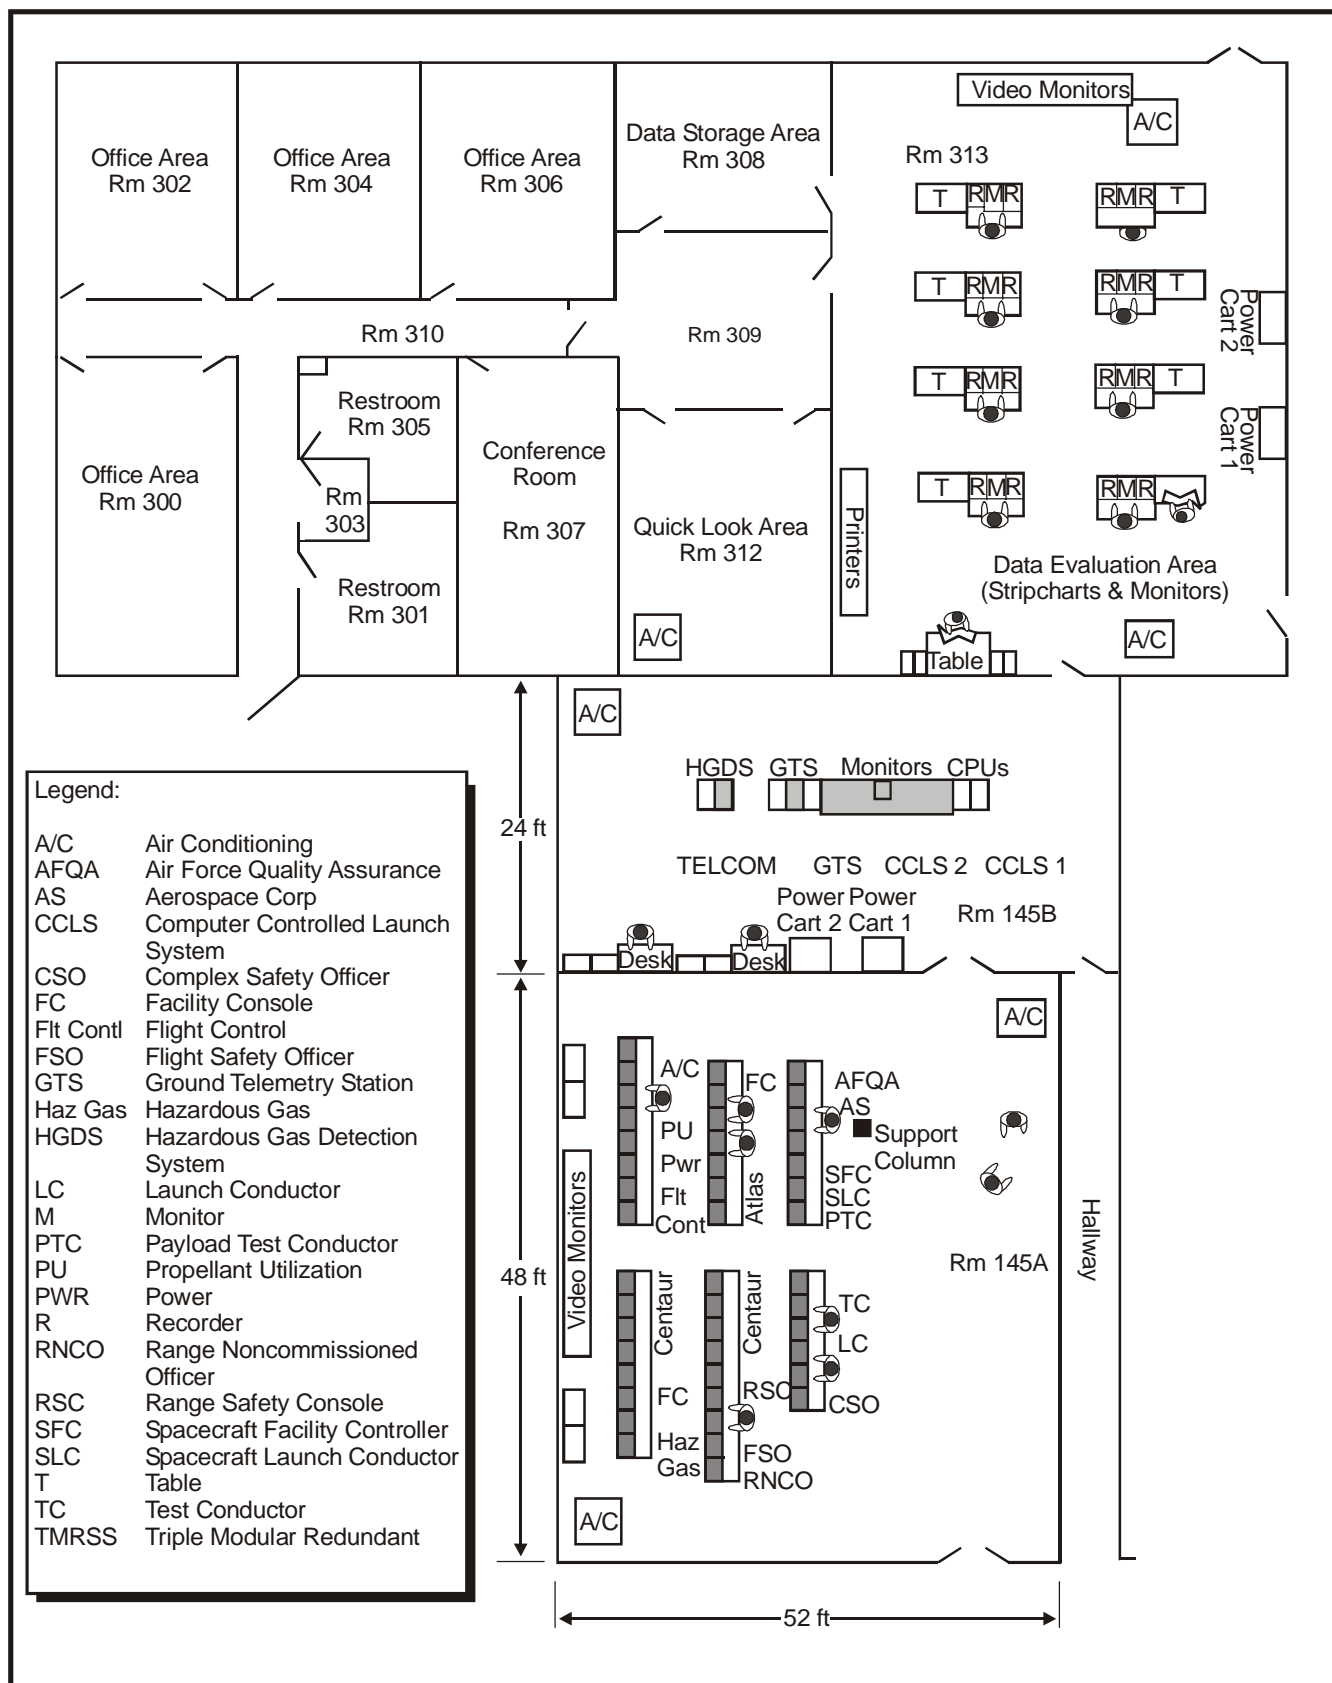 Video Monitors
A/C
Office Area
Rm 302
Office Area
Rm 304
Office Area
Rm 306
Data Storage Area
Rm 308
Rm 313
T
RMR
RMR
T
T
RMR
RMR
T
Power
Cart 2
Rm 310
Rm 309
T
RMR
RMR
T
Power
Cart 1
Restroom
Rm 305
Office Area
Rm 300
Rm
303
Conference
Room
Rm 307
T
RMR
RMR
Printers
Quick Look Area
Rm 312
Data Evaluation Area
(Stripcharts & Monitors)
Restroom
Rm 301
A/C
A/C
Table
A/C
HGDS
GTS
Monitors
CPUs
24 ft
TELCOM
GTS
CCLS 2
CCLS 1
Power
Cart 2
Power
Cart 1
Rm 145B
Desk
Desk
A/C
A/C
PU
Pwr
Flt
Cont
FC
Atlas
AFQA
AS
Support
Column
SFC
SLC
PTC
Video Monitors
48 ft
Rm 145A
Hallway
Centaur
FC
Haz
Gas
Centaur
RSC
FSO
RNCO
TC
LC
CSO
A/C
52 ft
Legend:
A/C Air Conditioning
AFQA Air Force Quality Assurance
AS Aerospace Corp
CCLS Computer Controlled Launch
System
CSO Complex Safety Officer
FC Facility Console
Flt Contl Flight Control
FSO Flight Safety Officer
GTS Ground Telemetry Station
Haz Gas Hazardous Gas
HGDS Hazardous Gas Detection
System
LC Launch Conductor
M Monitor
PTC Payload Test Conductor
PU Propellant Utilization
PWR Power
R Recorder
RNCO Range Noncommissioned
Officer
RSC Range Safety Console
SFC Spacecraft Facility Controller
SLC Spacecraft Launch Conductor
T Table
TC Test Conductor
TMRSS Triple Modular Redundant